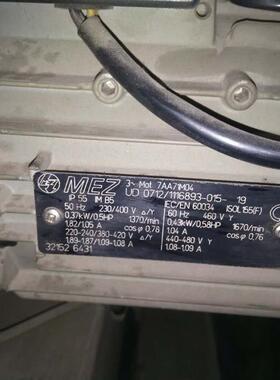 MEZ 3~ Mot 7AA71M04
UD 0712/1116893-015- 19
IP 55 IM B5 EC/EN 60034 ISOL.155(F)
50 Hz 230/400 V △/Y 60 Hz 460 V Y
0.37kW/0.5HP 1370/min 0.43kW/0.58HP 1670/min
1.82/1.05 A cos φ 0.78 1.04 A cos φ 0.76
220-240/380-420 V △/Y 440-480 V Y
1.89-1.87/1.09-1.08 A 1.08-1.09 A
32152 6431